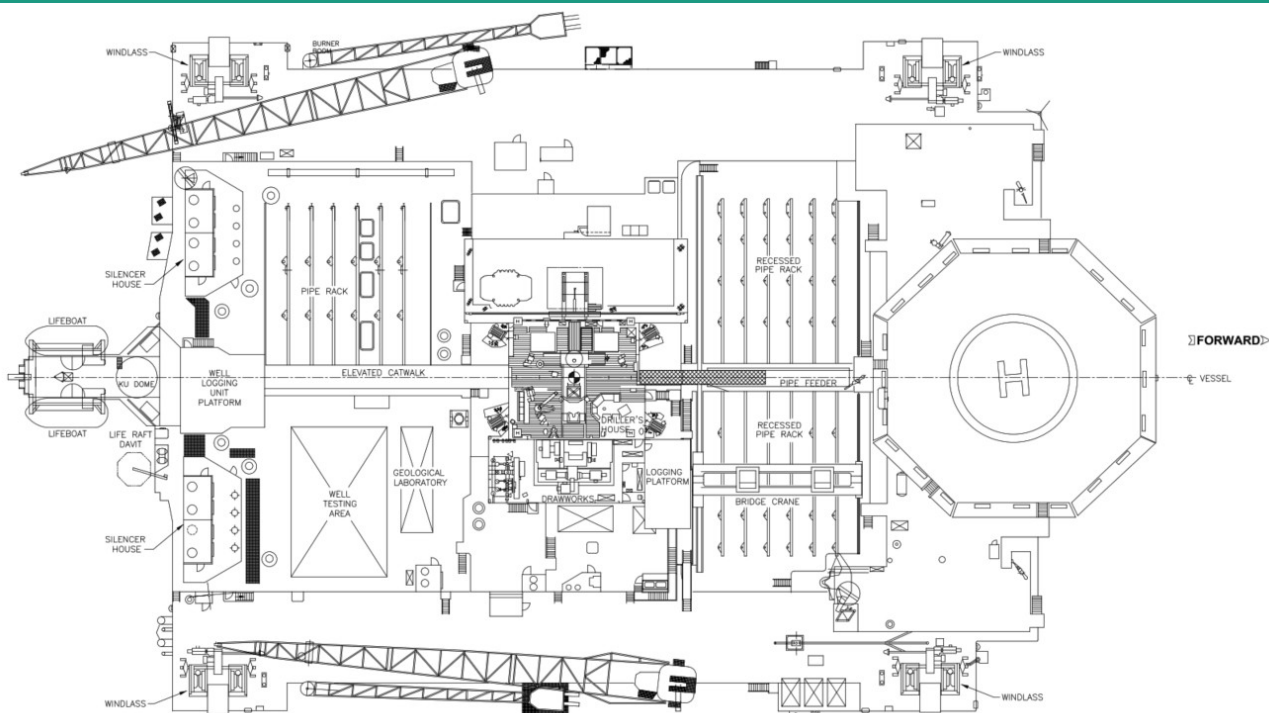 WINDLASS
BURNER
ROOM
WINDLASS
SILENCER
HOUSE
PIPE RACK
RECESSED
PIPE RACK
LIFEBOAT
FORWARD
KU DOME
WELL
LOGGING
UNIT
PLATFORM
ELEVATED CATWALK
PIPE FEEDER
H
VESSEL
LIFEBOAT
LIFE RAFT
DAVIT
DRILLER'S
HOUSE
RECESSED
PIPE RACK
GEOLOGICAL
LABORATORY
LOGGING
PLATFORM
WELL
TESTING
AREA
DRAWWORKS
BRIDGE CRANE
SILENCER
HOUSE
WINDLASS
WINDLASS